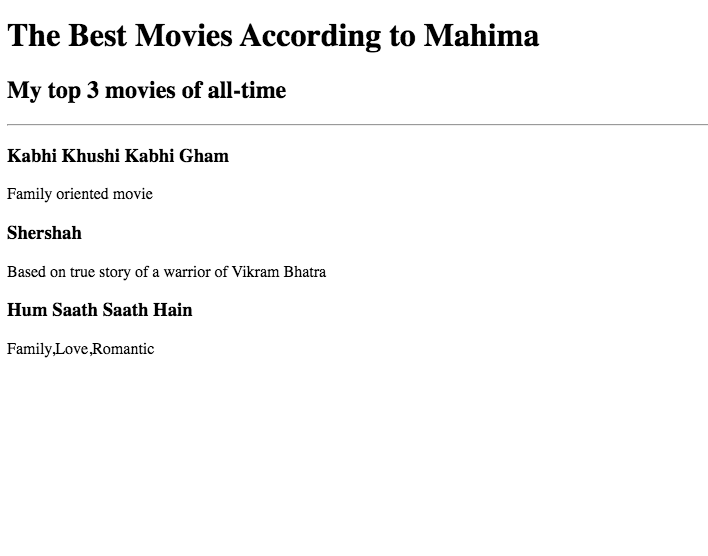 The Best Movies According to Mahima
My top 3 movies of all-time
Kabhi Khushi Kabhi Gham
Family oriented movie
Shershah
Based on true story of a warrior of Vikram Bhatra
Hum Saath Saath Hain
Family,Love,Romantic